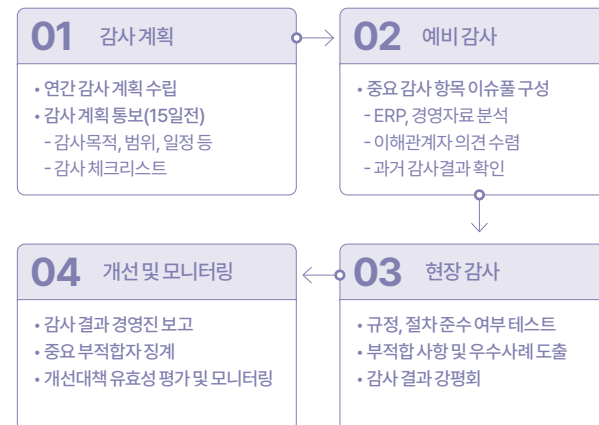 01 감사 계획
• 연간 감사 계획 수립
• 감사 계획 통보(15일전)
- 감사목적, 범위, 일정 등
- 감사 체크리스트
02 예비 감사
• 중요 감사 항목 이슈풀 구성
- ERP, 경영자료 분석
- 이해관계자 의견 수렴
- 과거 감사결과 확인
03 현장 감사
• 규정, 절차 준수 여부 테스트
• 부적합 사항 및 우수사례 도출
• 감사 결과 강평회
04 개선 및 모니터링
• 감사 결과 경영진 보고
• 중요 부적합자 징계
• 개선대책 유효성 평가 및 모니터링